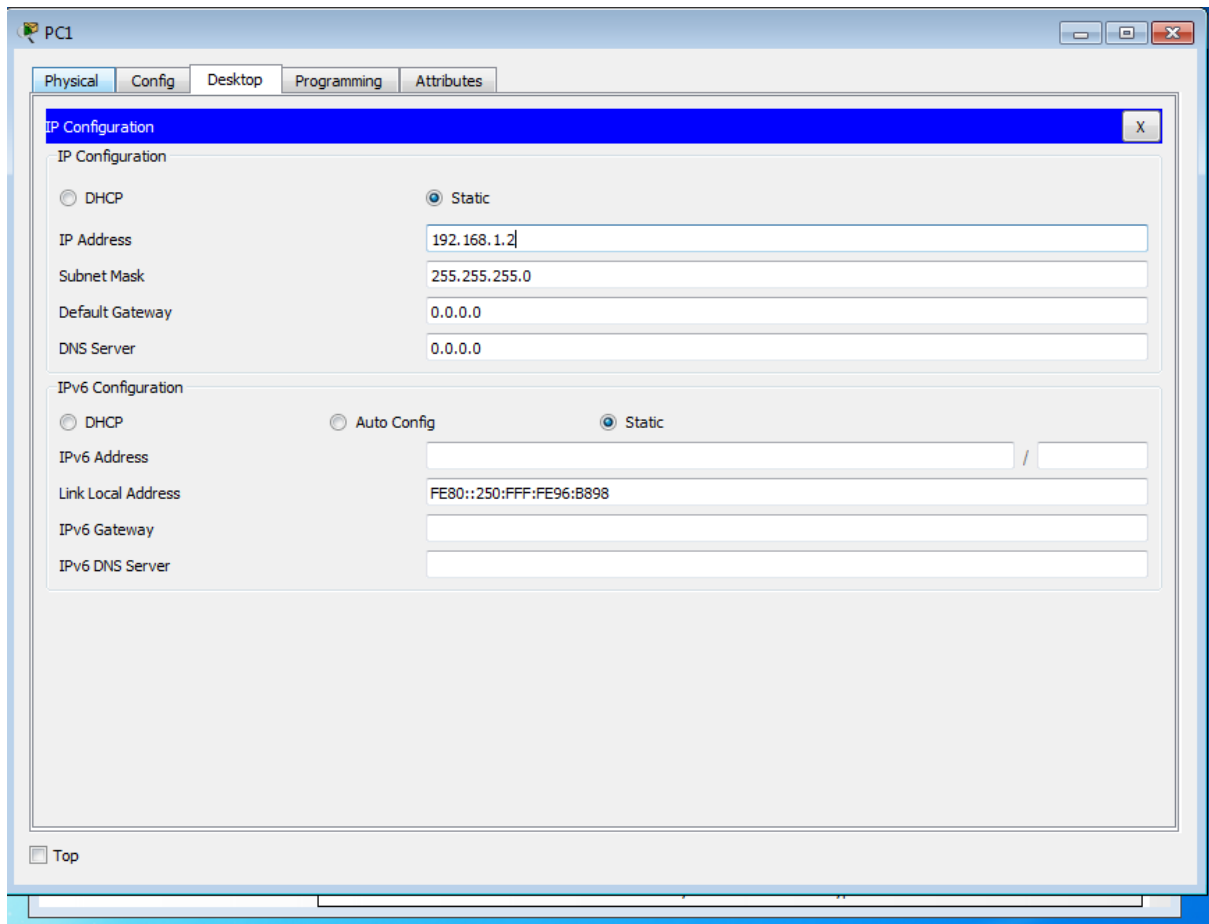 PC1
Physical Config Desktop Programming Attributes
IP Configuration X
IP Configuration
DHCP Static
IP Address 192.168.1.2
Subnet Mask 255.255.255.0
Default Gateway 0.0.0.0
DNS Server 0.0.0.0
IPv6 Configuration
DHCP Auto Config Static
IPv6 Address /
Link Local Address FE80::250:FFF:FE96:B898
IPv6 Gateway
IPv6 DNS Server
Top